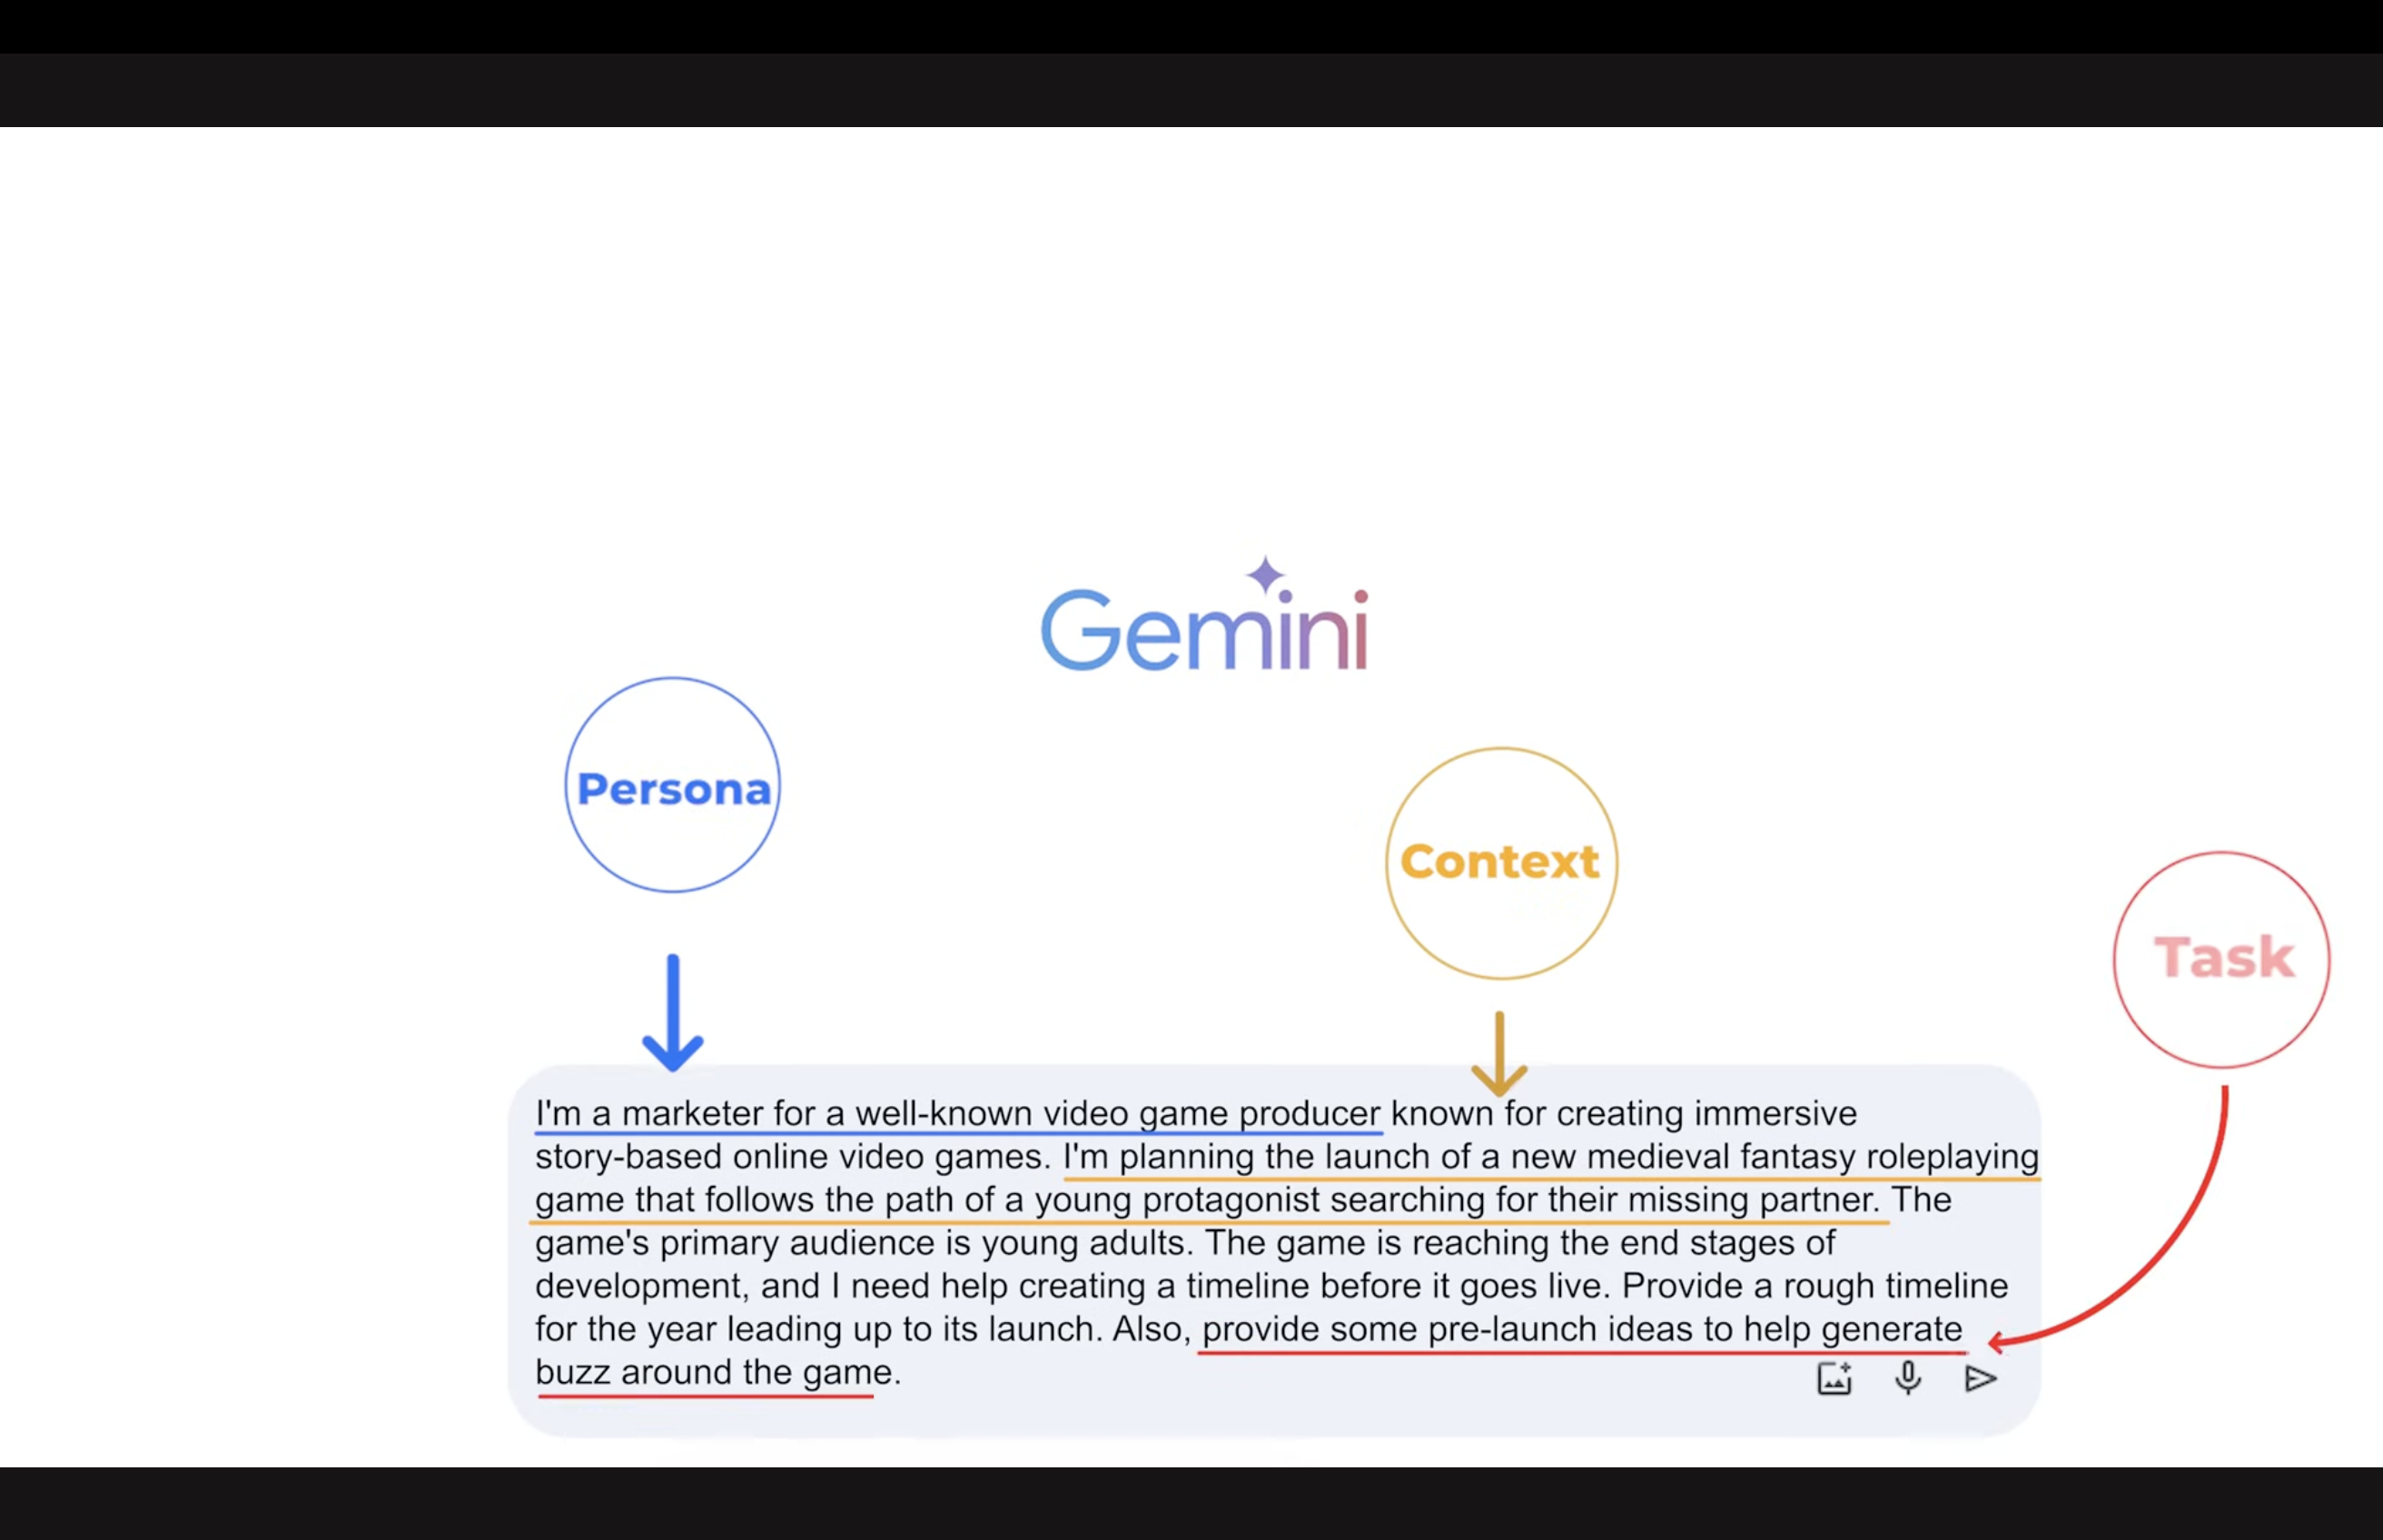 Gemini
Persona
Context
Task
I'm a marketer for a well-known video game producer known for creating immersive
story-based online video games. I'm planning the launch of a new medieval fantasy roleplaying
game that follows the path of a young protagonist searching for their missing partner. The
game's primary audience is young adults. The game is reaching the end stages of
development, and I need help creating a timeline before it goes live. Provide a rough timeline
for the year leading up to its launch. Also, provide some pre-launch ideas to help generate
buzz around the game.